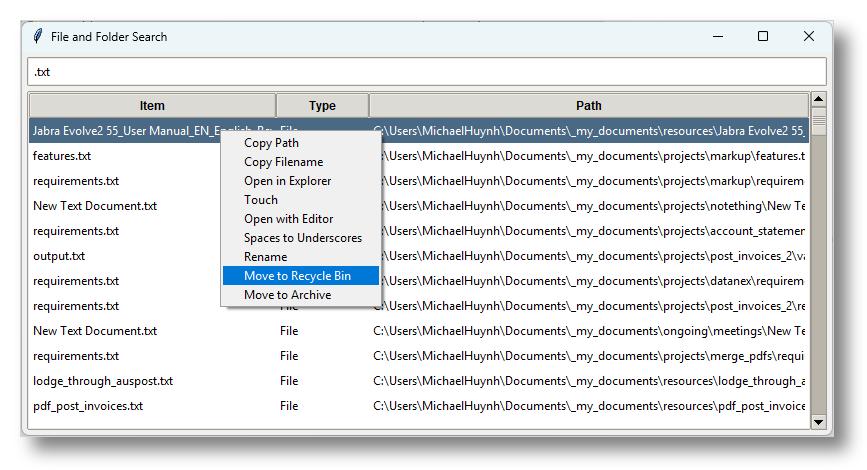 File and Folder Search
.txt
Item Type Path
Jabra Evolve2 55_User Manual_EN_English_ File C:\Users\MichaelHuynh\Documents\_my_documents\resources\Jabra Evolve2 55_
features.txt \Users\MichaelHuynh\Documents\_my_documents\projects\markup\features.t
requirements.txt \Users\MichaelHuynh\Documents\_my_documents\projects\markup\requirem
New Text Document.txt \Users\MichaelHuynh\Documents\_my_documents\projects\notething\New Te
requirements.txt \Users\MichaelHuynh\Documents\_my_documents\projects\account_statemen
output.txt \Users\MichaelHuynh\Documents\_my_documents\projects\post_invoices_2\va
requirements.txt \Users\MichaelHuynh\Documents\_my_documents\projects\datanex\requirem
requirements.txt File C:\Users\MichaelHuynh\Documents\_my_documents\projects\post_invoices_2\re
New Text Document.txt File C:\Users\MichaelHuynh\Documents\_my_documents\ongoing\meetings\New Te
requirements.txt File C:\Users\MichaelHuynh\Documents\_my_documents\projects\merge_pdfs\requi
lodge_through_auspost.txt File C:\Users\MichaelHuynh\Documents\_my_documents\resources\lodge_through_a
pdf_post_invoices.txt File C:\Users\MichaelHuynh\Documents\_my_documents\resources\pdf_post_invoice
Copy Path
Copy Filename
Open in Explorer
Touch
Open with Editor
Spaces to Underscores
Rename
Move to Recycle Bin
Move to Archive